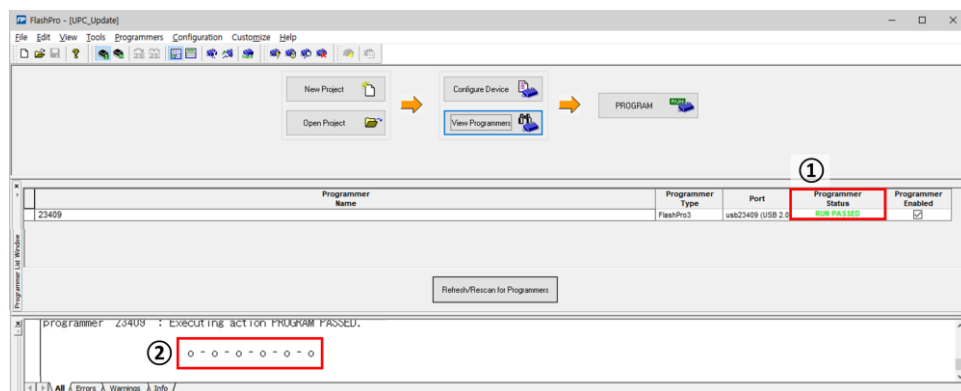 FlashPro - [UPC_Update]
File Edit View Tools Programmers Configuration Customize Help
New Project
Configure Device
PROGRAM
RUN
Open Project
View Programmers
①
Programmer Name
Programmer Type
Port
Programmer Status
Programmer Enabled
23409
FlashPro3
usb23409 (USB 2.0
RUN PASSED
Programmer List Window
Refresh/Rescan for Programmers
programmer '23409' : Executing action PROGRAM PASSED.
②
o - o - o - o - o - o
All Errors Warnings Info